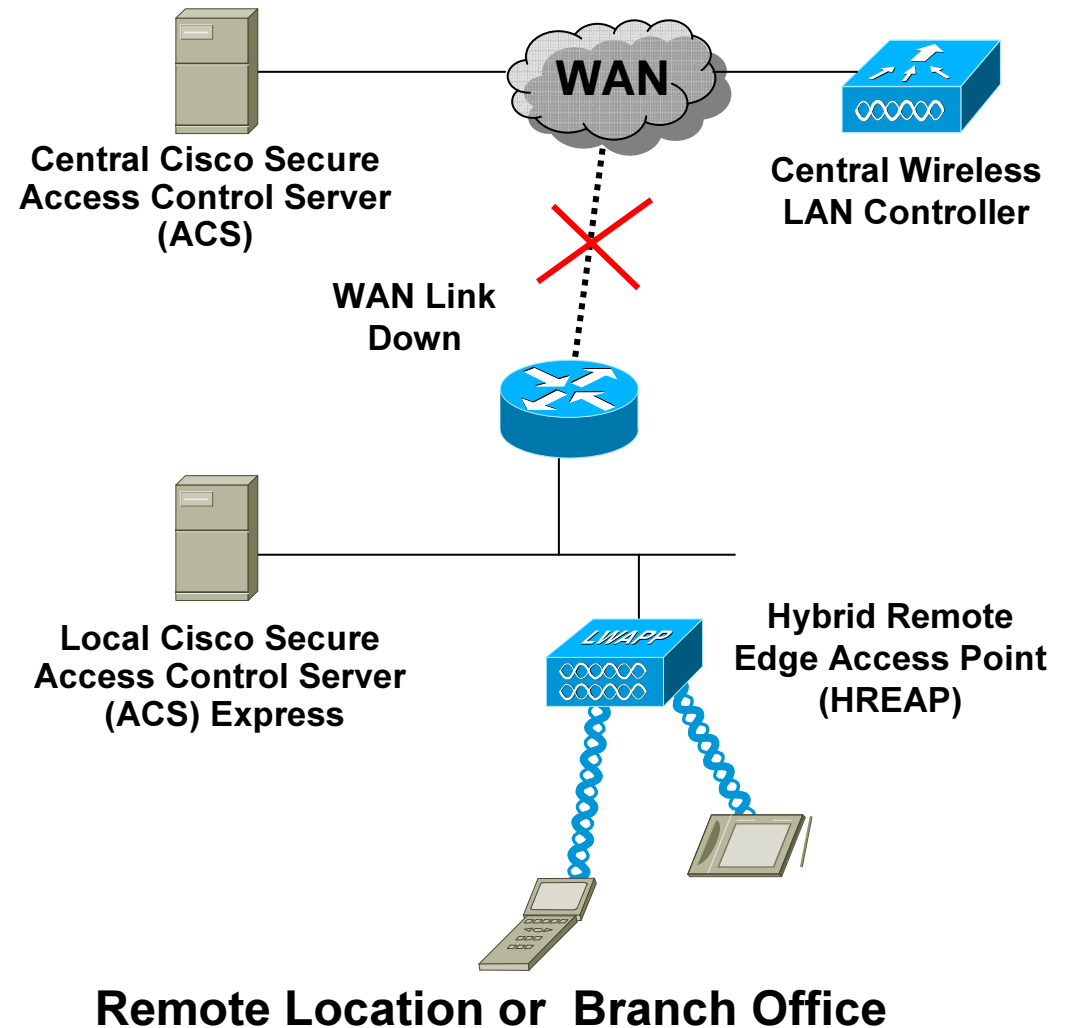 WAN
Central Cisco Secure
Access Control Server
(ACS)
Central Wireless
LAN Controller
WAN Link
Down
Local Cisco Secure
Access Control Server
(ACS) Express
LWAPP
Hybrid Remote
Edge Access Point
(HREAP)
Remote Location or Branch Office